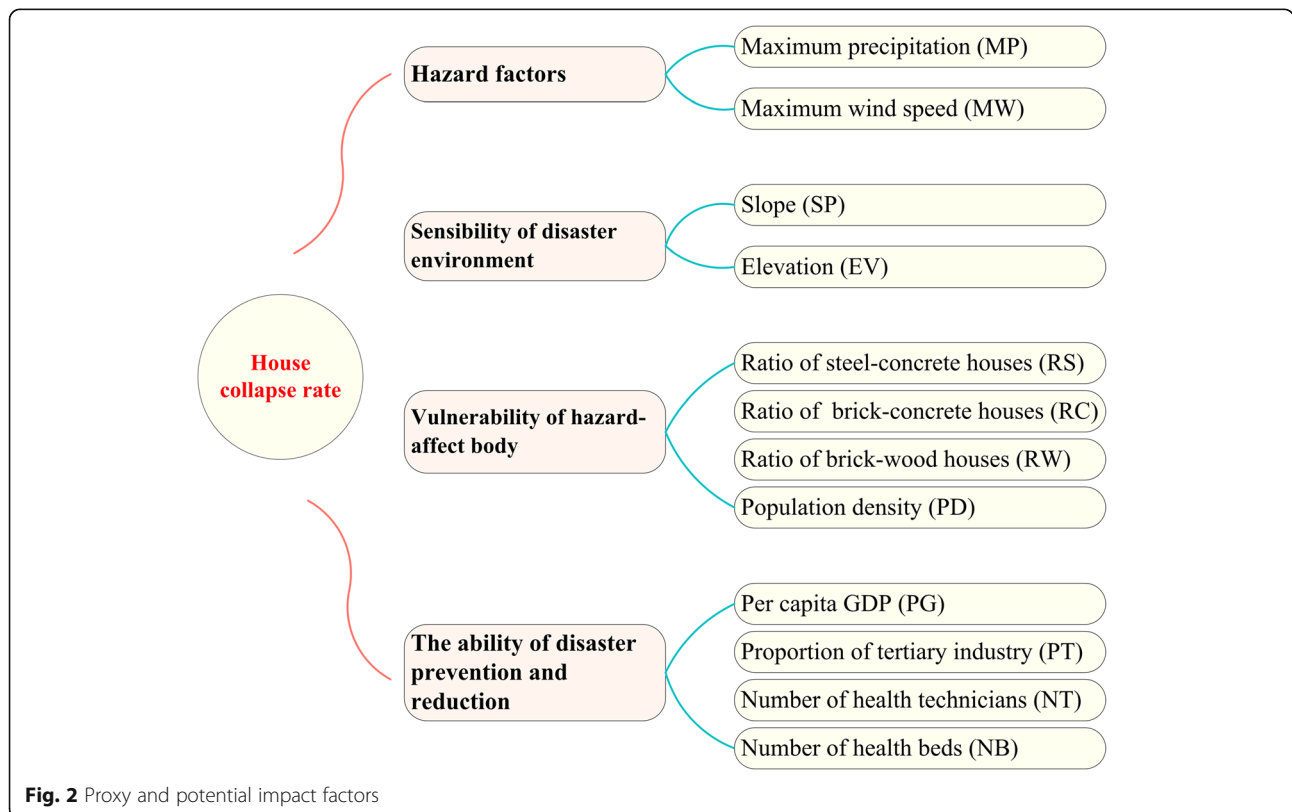 House
collapse rate
Hazard factors
Maximum precipitation (MP)
Maximum wind speed (MW)
Sensibility of disaster
environment
Slope (SP)
Elevation (EV)
Vulnerability of hazard-
affect body
Ratio of steel-concrete houses (RS)
Ratio of brick-concrete houses (RC)
Ratio of brick-wood houses (RW)
Population density (PD)
The ability of disaster
prevention and
reduction
Per capita GDP (PG)
Proportion of tertiary industry (PT)
Number of health technicians (NT)
Number of health beds (NB)
Fig. 2 Proxy and potential impact factors